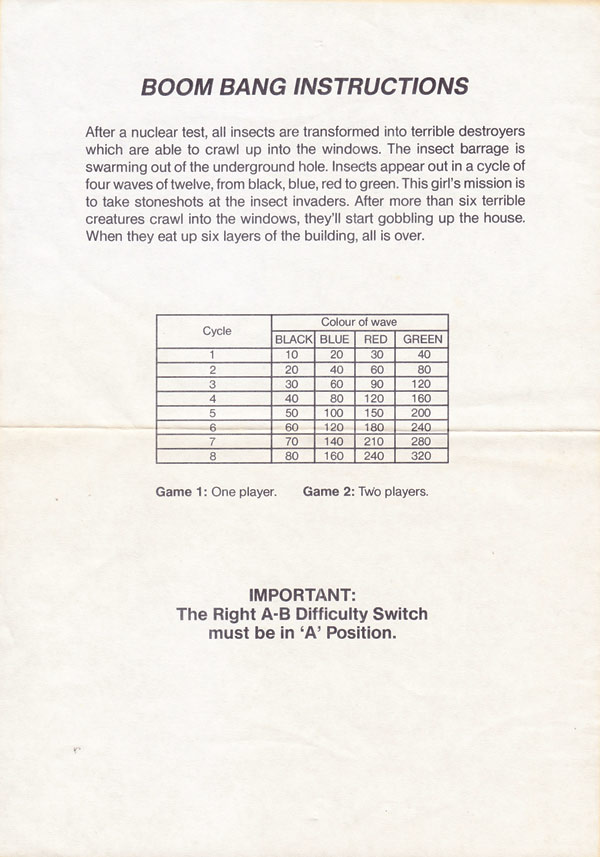 BOOM BANG INSTRUCTIONS
After a nuclear test, all insects are transformed into terrible destroyers
which are able to crawl up into the windows. The insect barrage is
swarming out of the underground hole. Insects appear out in a cycle of
four waves of twelve, from black, blue, red to green. This girl's mission is
to take stoneshots at the insect invaders. After more than six terrible
creatures crawl into the windows, they'll start gobbling up the house.
When they eat up six layers of the building, all is over.
Cycle Colour of wave
BLACK BLUE RED GREEN
1 10 20 30 40
2 20 40 60 80
3 30 60 90 120
4 40 80 120 160
5 50 100 150 200
6 60 120 180 240
7 70 140 210 280
8 80 160 240 320
Game 1: One player. Game 2: Two players.
IMPORTANT:
The Right A-B Difficulty Switch
must be in ‘A’ Position.